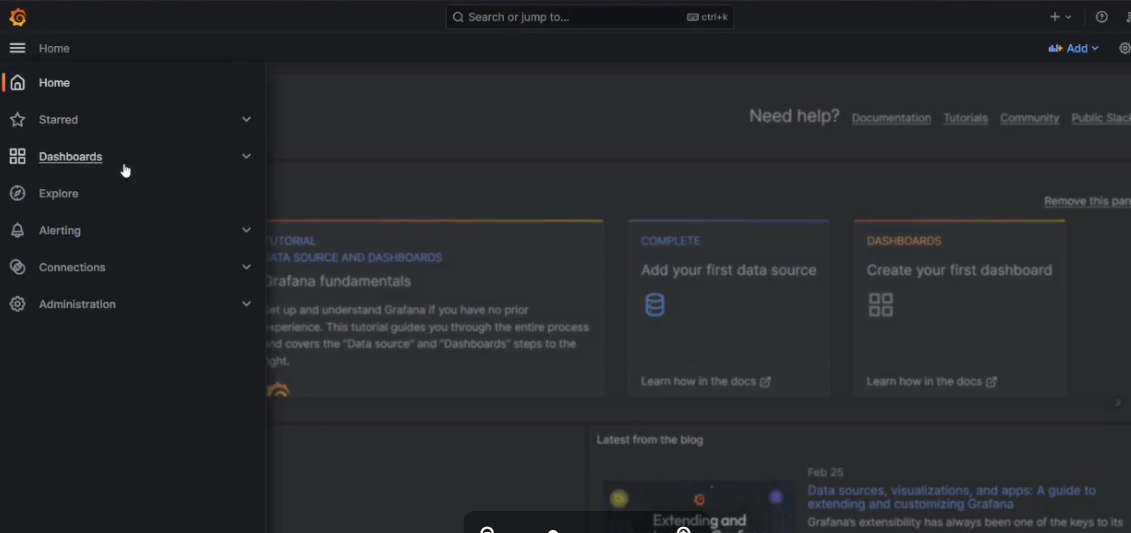 Search or jump to...
ctrl+k
Home
Add
Home
Starred
Dashboards
Explore
Alerting
Connections
Administration
Need help?
Documentation
Tutorials
Community
Public Slac
Remove this pan
UTORIAL
ATA SOURCE AND DASHBOARDS
Grafana fundamentals
et up and understand Grafana if you have no prior
xperience. This tutorial guides you through the entire process
nd covers the "Data source" and "Dashboards" steps to the
ight.
COMPLETE
Add your first data source
Learn how in the docs
DASHBOARDS
Create your first dashboard
Learn how in the docs
Latest from the blog
Extending and
Feb 25
Data sources, visualizations, and apps: A guide to
extending and customizing Grafana
Grafana's extensibility has always been one of the keys to its